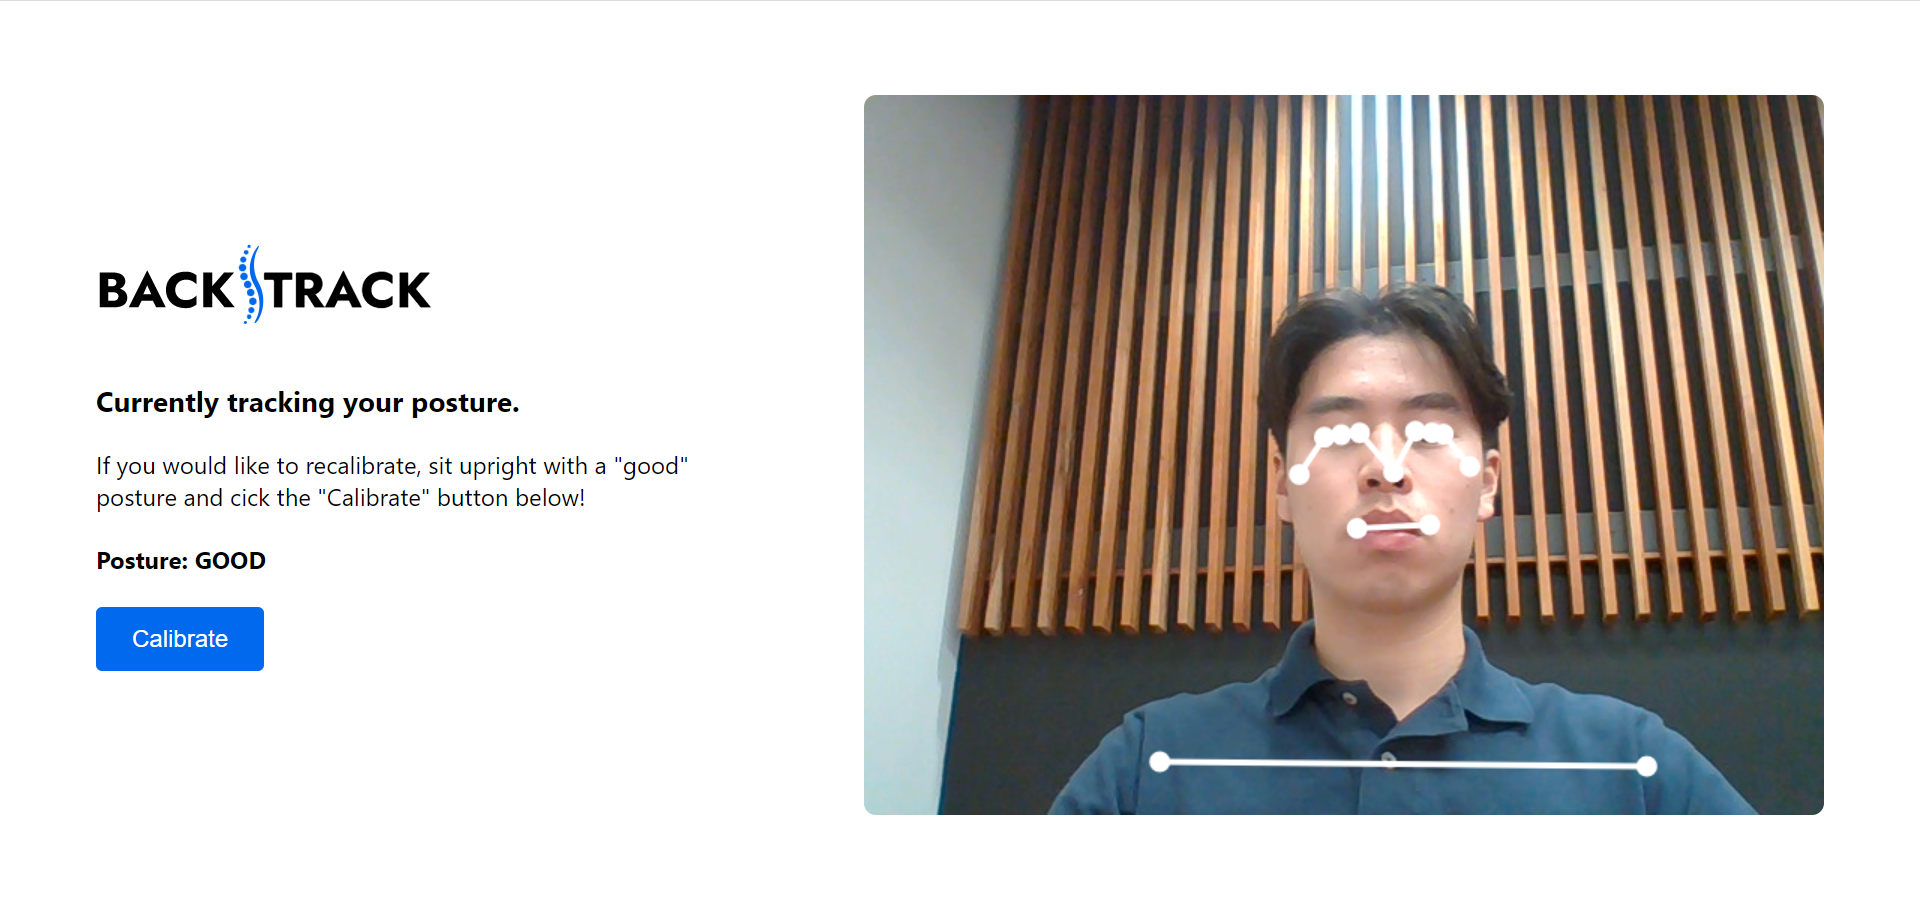 BACK TRACK
Currently tracking your posture.
If you would like to recalibrate, sit upright with a "good"
posture and cick the "Calibrate" button below!
Posture: GOOD
Calibrate